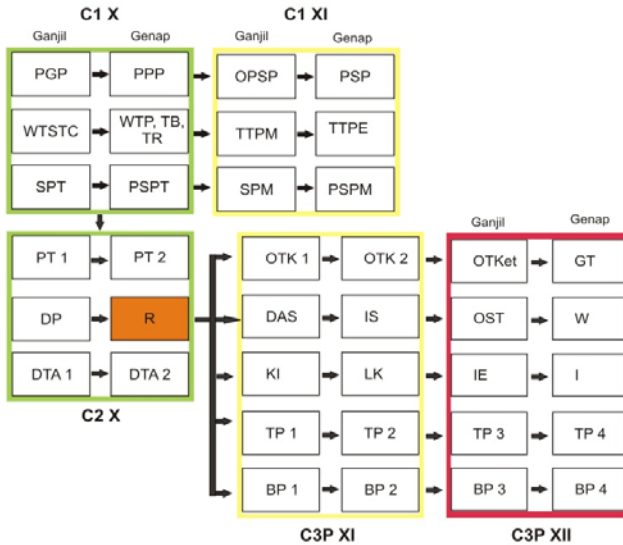 C1 X
C1 XI
Ganjil
Genap
Ganjil
Genap
PGP
PPP
OPSP
PSP
WTSTC
WTP, TB,
TR
TTPM
TTPE
SPT
PSPT
SPM
PSPM
Ganjil
Genap
PT 1
PT 2
OTK 1
OTK 2
OTKet
GT
DP
R
DAS
IS
OST
W
DTA 1
DTA 2
KI
LK
IE
I
C2 X
TP 1
TP 2
TP 3
TP 4
BP 1
BP 2
BP 3
BP 4
C3P XI
C3P XII